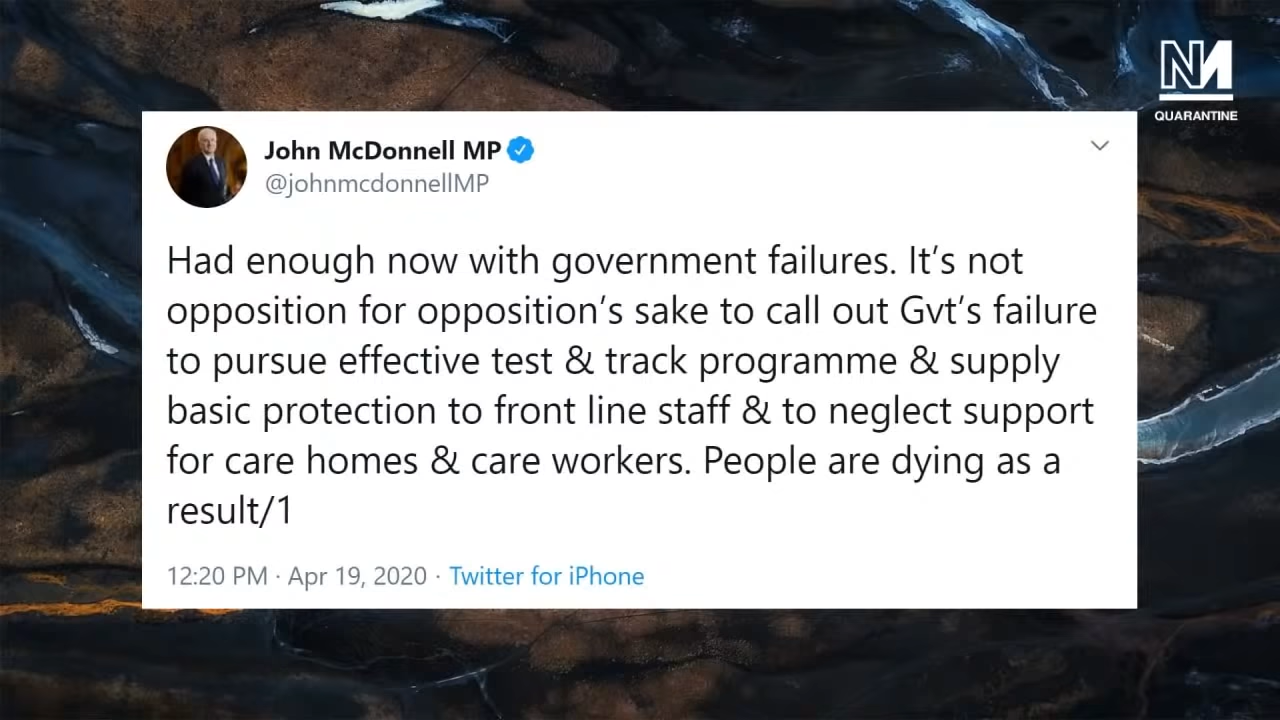 NM
QUARANTINE
John McDonnell MP
@johnmcdonnellMP
Had enough now with government failures. It's not
opposition for opposition's sake to call out Gvt's failure
to pursue effective test & track programme & supply
basic protection to front line staff & to neglect support
for care homes & care workers. People are dying as a
result/1
12:20 PM · Apr 19, 2020 · Twitter for iPhone